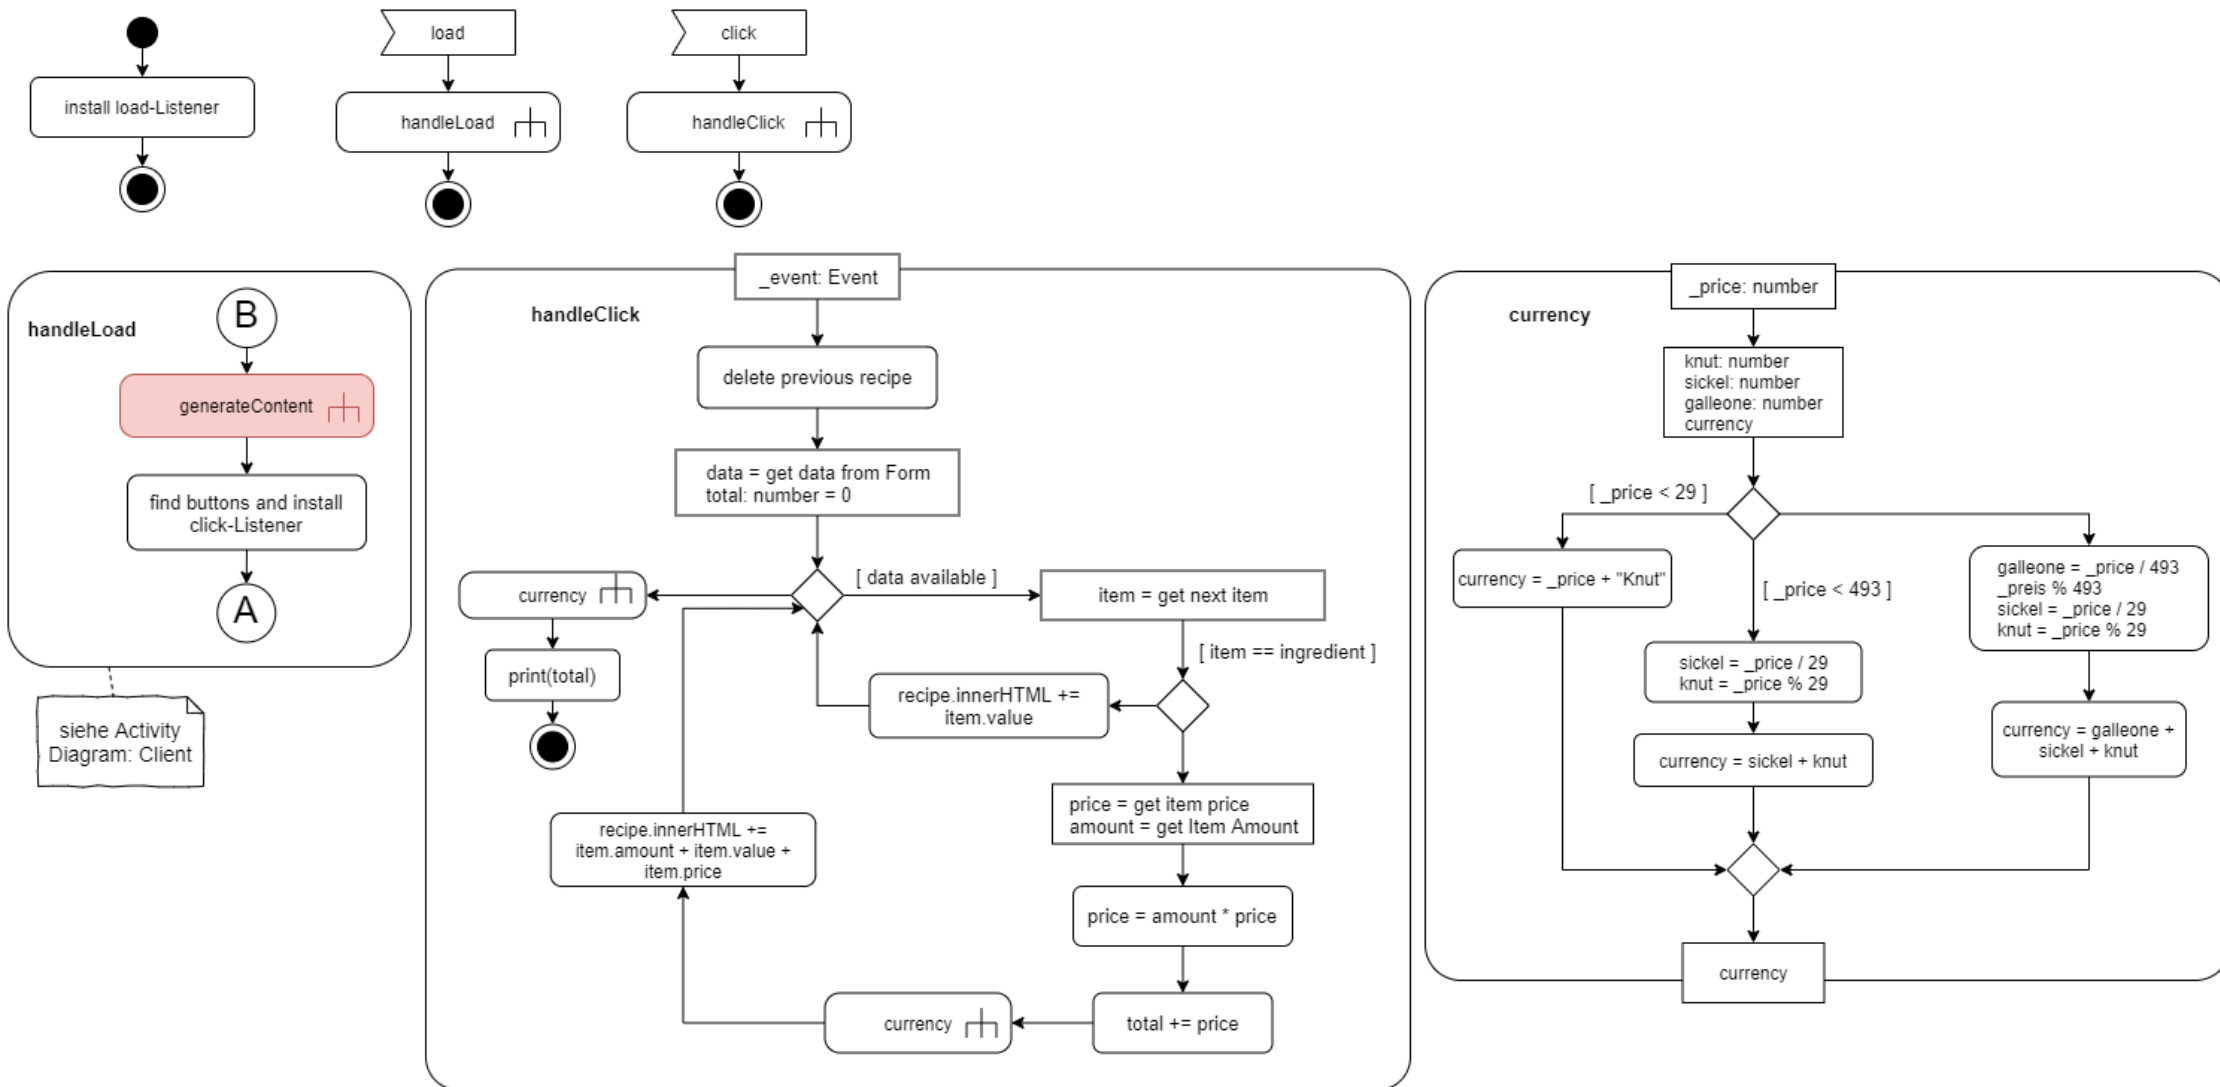 load
click
install load-Listener
handleLoad
handleClick
handleLoad
B
generateContent
find buttons and install
click-Listener
A
siehe Activity
Diagram: Client
_event: Event
handleClick
delete previous recipe
data = get data from Form
total: number = 0
[ data available ]
item = get next item
currency
print(total)
[ item == ingredient ]
recipe.innerHTML +=
item.value
price = get item price
amount = get Item Amount
price = amount * price
total += price
currency
recipe.innerHTML +=
item.amount + item.value +
item.price
_price: number
currency
knut: number
sickel: number
galleone: number
currency
[ _price < 29 ]
currency = _price + "Knut"
[ _price < 493 ]
sickel = _price / 29
knut = _price % 29
currency = sickel + knut
galleone = _price / 493
_preis % 493
sickel = _price / 29
knut = _price % 29
currency = galleone +
sickel + knut
currency